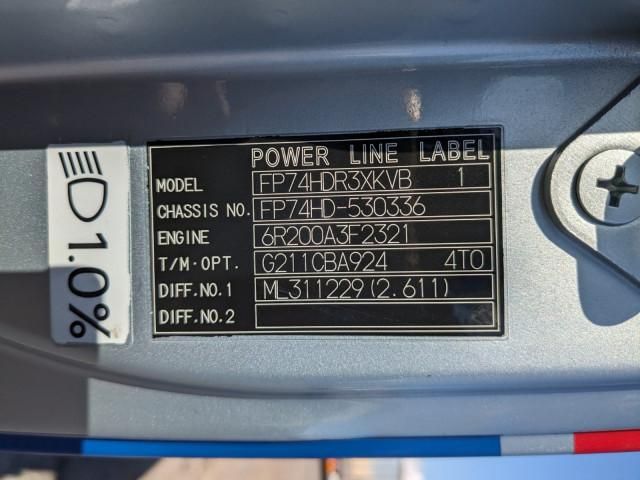 POWER LINE LABEL
MODEL FP74HDR3XKVB 1
CHASSIS NO. FP74HD-530336
ENGINE 6R200A3F2321
T/M·OPT. G211CBA924 4T0
DIFF.NO.1 ML311229(2.611)
DIFF.NO.2
1.0%